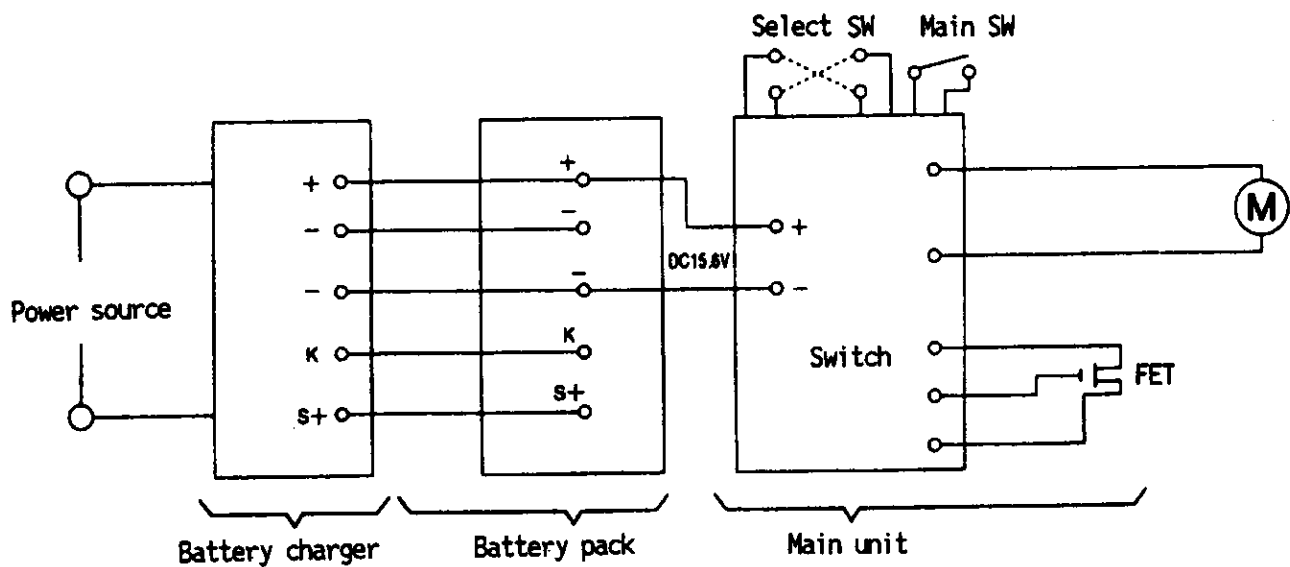 Select SW
Main SW
+
+
-
-
K
S+
+
-
-
K
S+
DC15.6V
+
-
Power source
M
Switch
FET
Battery charger
Battery pack
Main unit